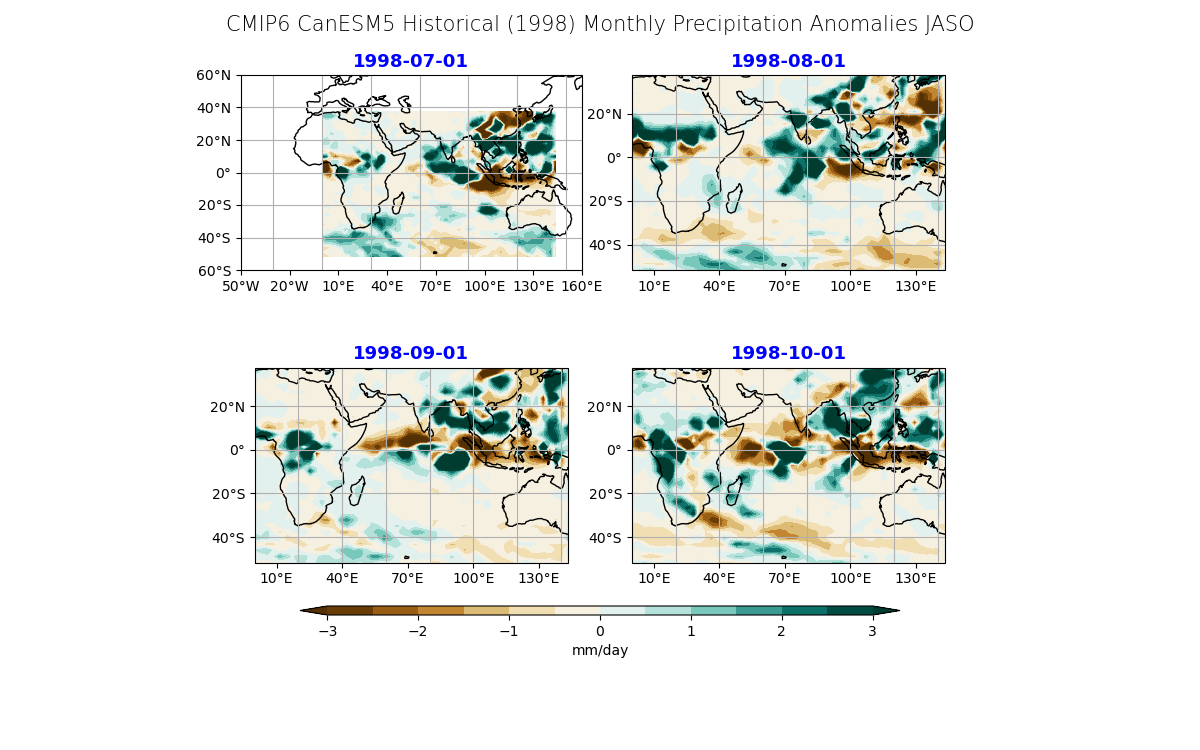 CMIP6 CanESM5 Historical (1998) Monthly Precipitation Anomalies JASO
1998-07-01
1998-08-01
60°N
40°N
20°N
0°
20°S
40°S
60°S
50°W 20°W 10°E 40°E 70°E 100°E 130°E 160°E
20°N
0°
20°S
40°S
10°E 40°E 70°E 100°E 130°E
1998-09-01
1998-10-01
20°N
0°
20°S
40°S
10°E 40°E 70°E 100°E 130°E
20°N
0°
20°S
40°S
10°E 40°E 70°E 100°E 130°E
−3 −2 −1 0 1 2 3
mm/day